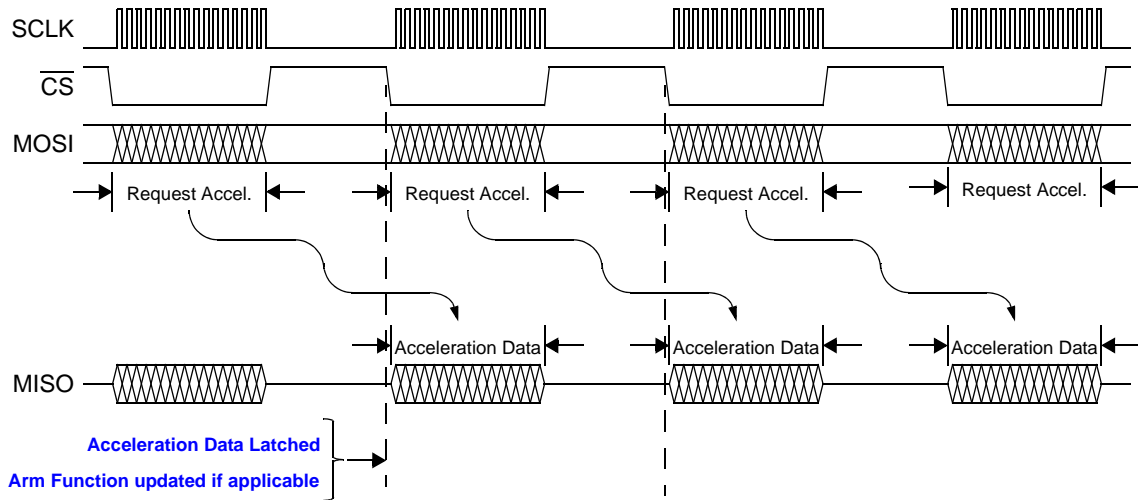 SCLK
CS
MOSI
Request Accel.
Request Accel.
Request Accel.
Request Accel.
Acceleration Data
Acceleration Data
Acceleration Data
MISO
Acceleration Data Latched
Arm Function updated if applicable